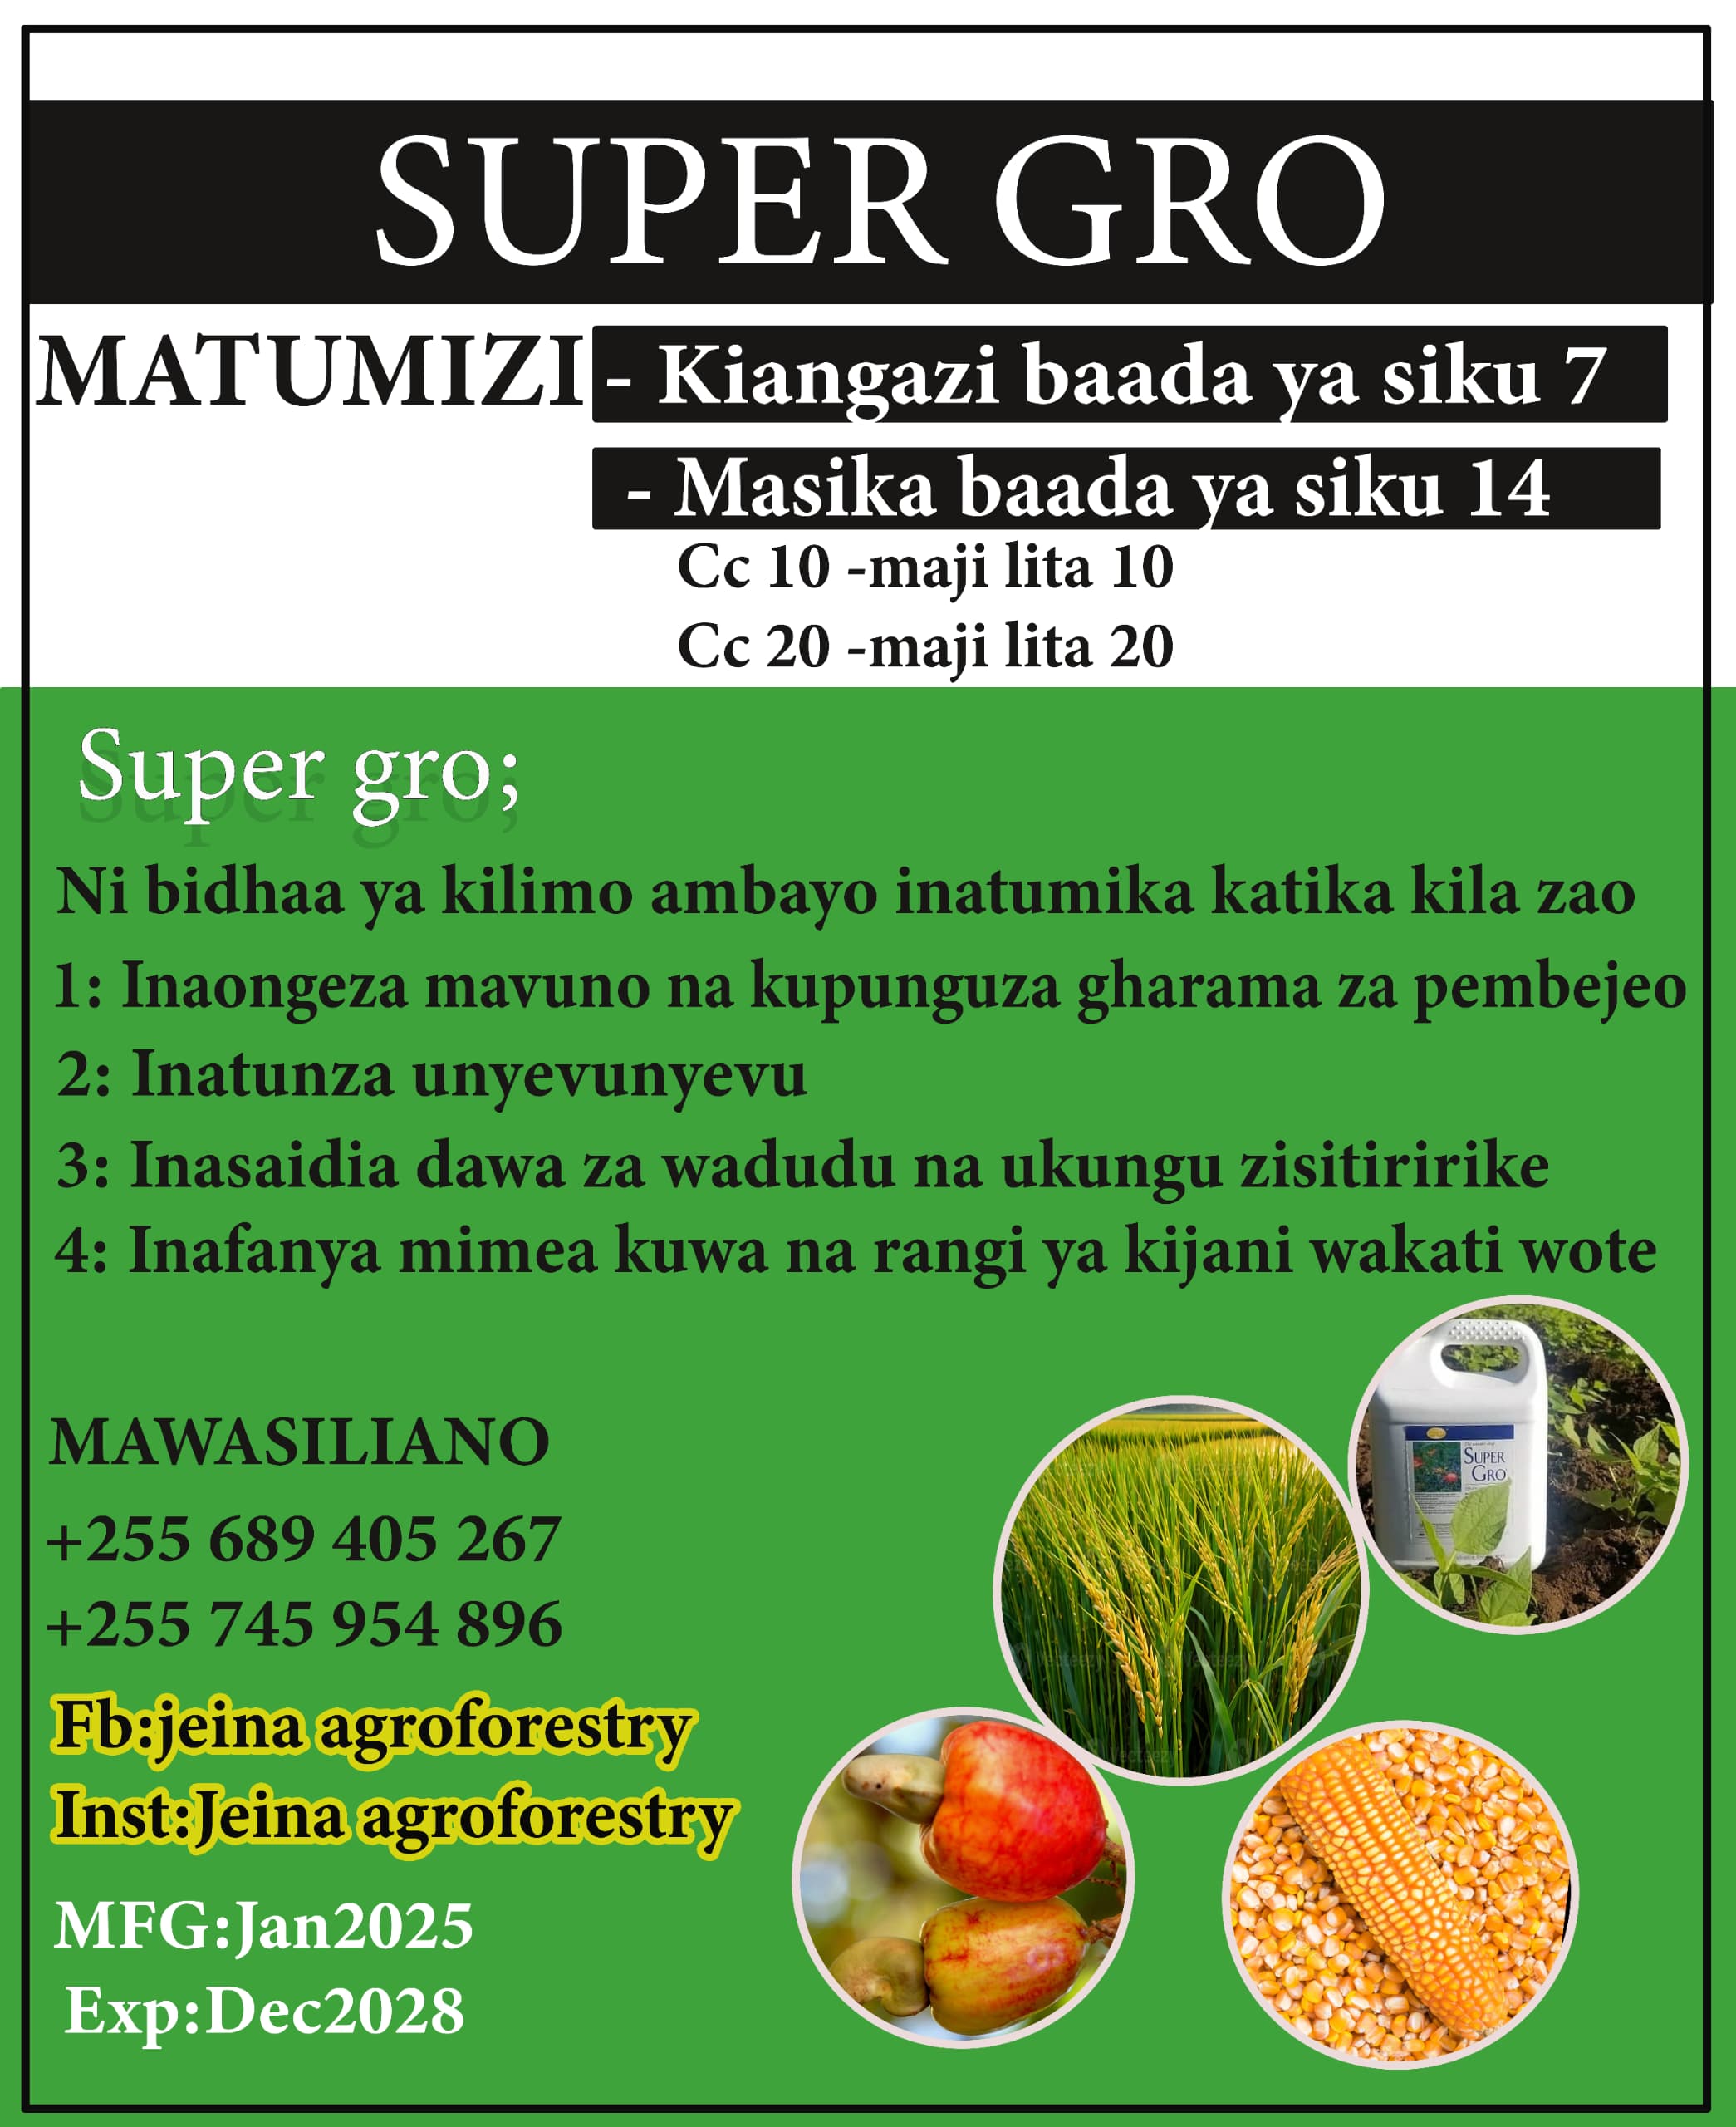 SUPER GRO
MATUMIZI - Kiangazi baada ya siku 7
- Masika baada ya siku 14
Cc 10 -maji lita 10
Cc 20 -maji lita 20
Super gro;
Ni bidhaa ya kilimo ambayo inatumika katika kila zao
1: Inaongeza mavuno na kupunguza gharama za pembejeo
2: Inatunza unyevunyevu
3: Inasaidia dawa za wadudu na ukungu zisitiririke
4: Inafanya mimea kuwa na rangi ya kijani wakati wote
SUPER
GRO
MAWASILIANO
+255 689 405 267
+255 745 954 896
Fb:jeina agroforestry
Inst:Jeina agroforestry
MFG:Jan2025
Exp:Dec2028